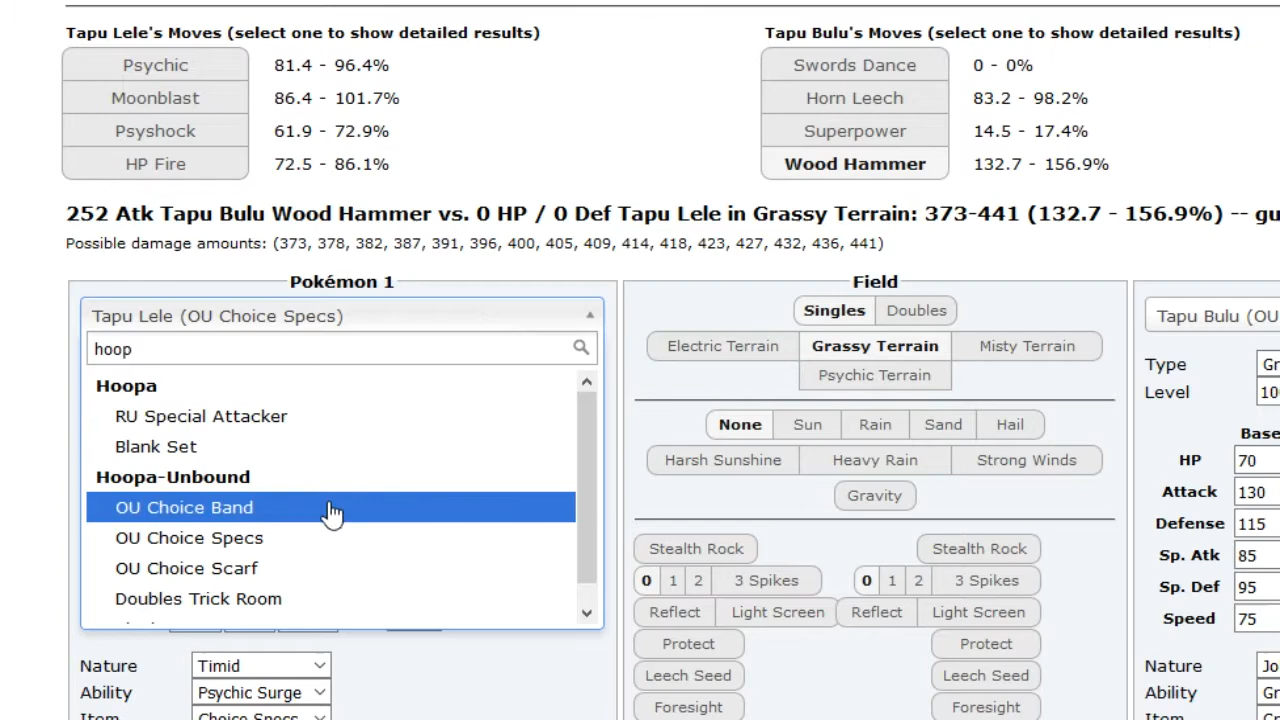 Tapu Lele's Moves (select one to show detailed results)
Psychic 81.4 - 96.4%
Moonblast 86.4 - 101.7%
Psyshock 61.9 - 72.9%
HP Fire 72.5 - 86.1%
Tapu Bulu's Moves (select one to show detailed results)
Swords Dance 0 - 0%
Horn Leech 83.2 - 98.2%
Superpower 14.5 - 17.4%
Wood Hammer 132.7 - 156.9%
252 Atk Tapu Bulu Wood Hammer vs. 0 HP / 0 Def Tapu Lele in Grassy Terrain: 373-441 (132.7 - 156.9%) -- gu
Possible damage amounts: (373, 378, 382, 387, 391, 396, 400, 405, 409, 414, 418, 423, 427, 432, 436, 441)
Pokémon 1
Tapu Lele (OU Choice Specs)
hoop
Hoopa
RU Special Attacker
Blank Set
Hoopa-Unbound
OU Choice Band
OU Choice Specs
OU Choice Scarf
Doubles Trick Room
Nature Timid
Ability Psychic Surge
Item Choice Specs
Field
Singles Doubles
Electric Terrain Grassy Terrain Misty Terrain
Psychic Terrain
None Sun Rain Sand Hail
Harsh Sunshine Heavy Rain Strong Winds
Gravity
Stealth Rock Stealth Rock
0 1 2 3 Spikes 0 1 2 3 Spikes
Reflect Light Screen Reflect Light Screen
Protect Protect
Leech Seed Leech Seed
Foresight Foresight
Tapu Bulu (OU
Type Gr
Level 10
Base
HP 70
Attack 130
Defense 115
Sp. Atk 85
Sp. Def 95
Speed 75
Nature Jo
Ability Gr
Item